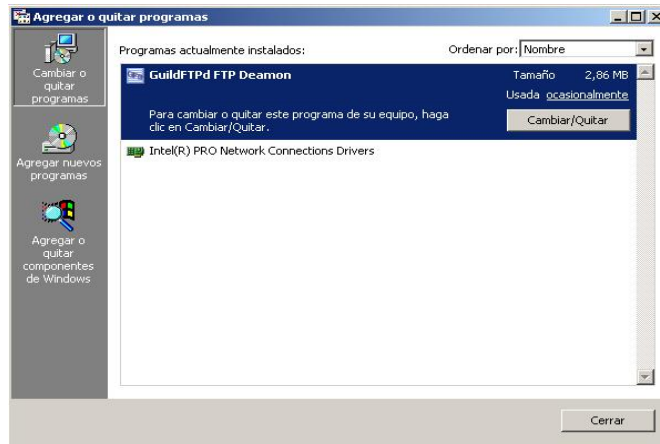 Agregar o quitar programas
Cambiar o
quitar
programas
Agregar nuevos
programas
Agregar o
quitar
componentes
de Windows
Programas actualmente instalados:
Ordenar por: Nombre
GuildFTPd FTP Deamon
Tamaño 2,86 MB
Usada ocasionalmente
Para cambiar o quitar este programa de su equipo, haga
clic en Cambiar/Quitar.
Cambiar/Quitar
Intel(R) PRO Network Connections Drivers
Cerrar